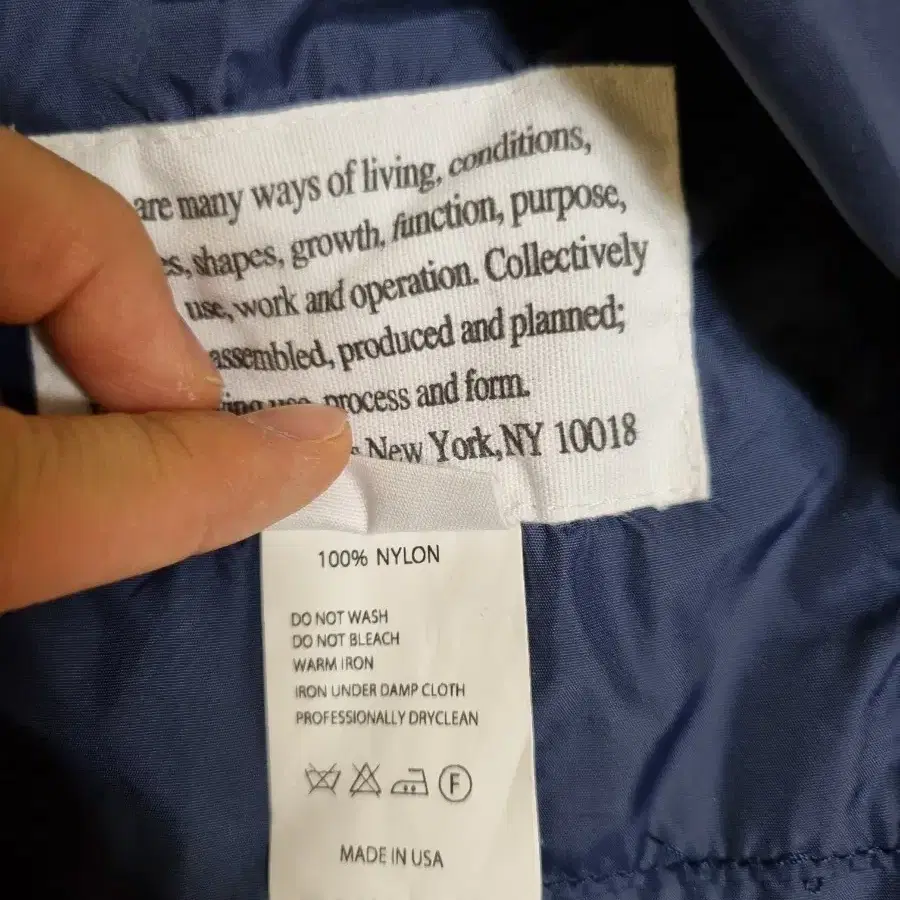 are many ways of living, conditions,
shapes, growth, function, purpose,
use, work and operation. Collectively
assembled, produced and planned;
process and form.
New York, NY 10018
100% NYLON
DO NOT WASH
DO NOT BLEACH
WARM IRON
IRON UNDER DAMP CLOTH
PROFESSIONALLY DRYCLEAN
F
MADE IN USA